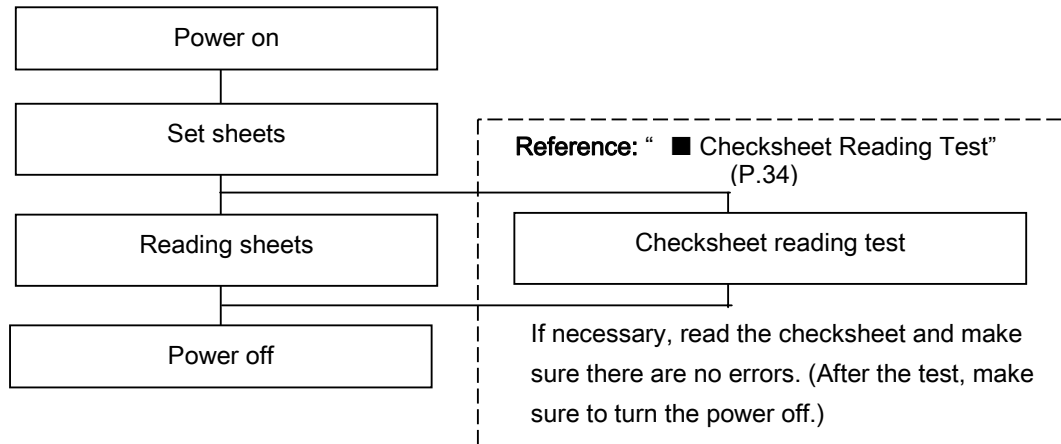 Power on
Set sheets
Reference: “ ■ Checksheet Reading Test”
(P.34)
Reading sheets
Checksheet reading test
Power off
If necessary, read the checksheet and make
sure there are no errors. (After the test, make
sure to turn the power off.)